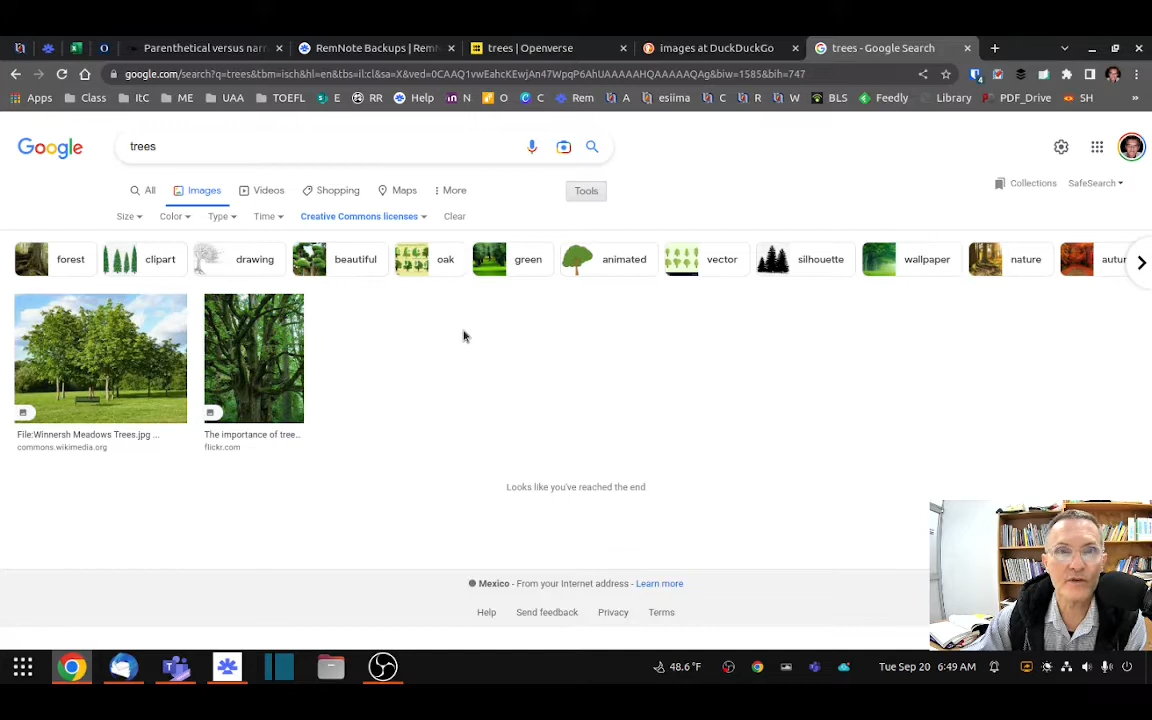 Parenthetical versus narr
RemNote Backups | RemN
trees | Openverse
images at DuckDuckGo
trees - Google Search
google.com/search?q=trees&tbm=isch&hl=en&tbs=il:cl&sa=X&ved=0CAAQ1vwEahcKEwjAn47WpqP6AhUAAAAAHQAAAAAQAg&biw=1585&bih=747
Apps Class ItC ME UAA TOEFL E RR Help N O C Rem A esiima C R W BLS Feedly Library PDF_Drive SH
Google
trees
All Images Videos Shopping Maps More Tools
Collections SafeSearch
Size Color Type Time Creative Commons licenses Clear
forest clipart drawing beautiful oak green animated vector silhouette wallpaper nature autur
File:Winnersh Meadows Trees.jpg ...
commons.wikimedia.org
The importance of tree..
flickr.com
Looks like you've reached the end
Mexico - From your Internet address - Learn more
Help Send feedback Privacy Terms
48.6°F
Tue Sep 20 6:49 AM